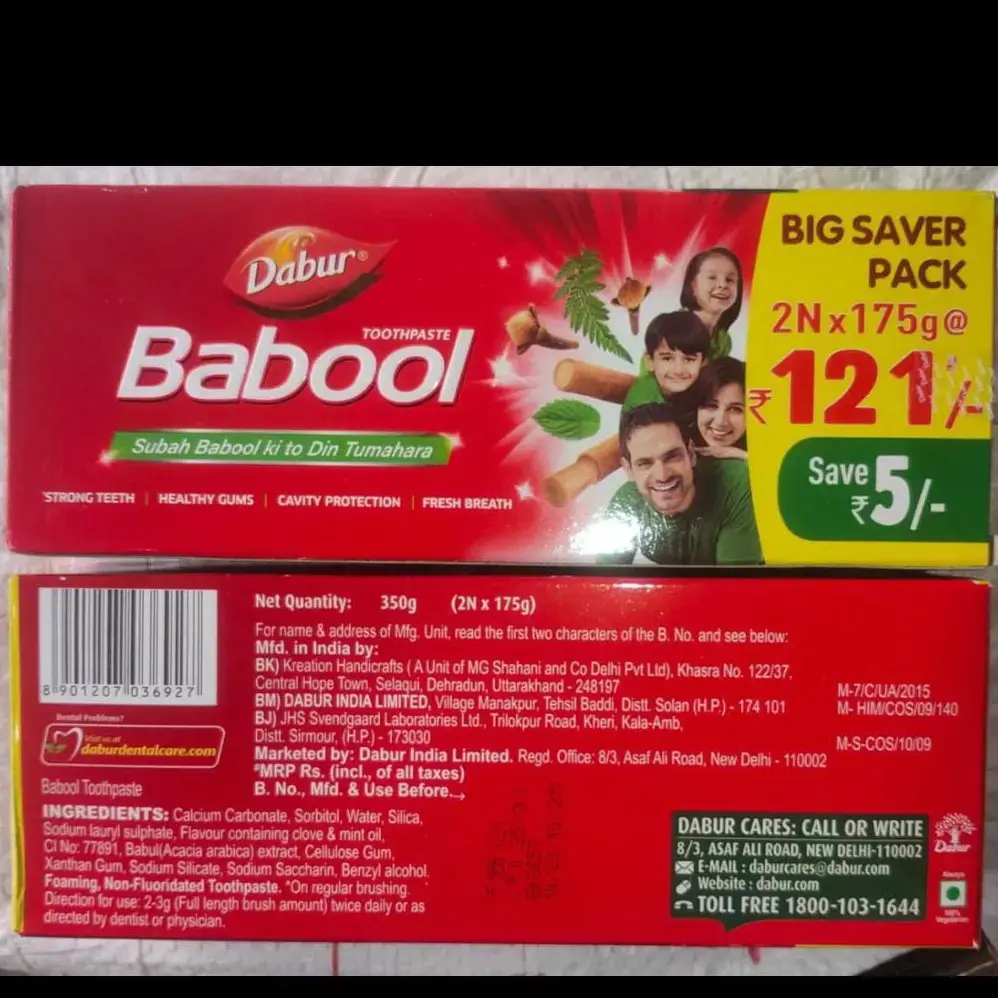 Dabur®
TOOTHPASTE
Babool
Subah Babool ki to Din Tumahara
*STRONG TEETH | HEALTHY GUMS | CAVITY PROTECTION | FRESH BREATH
BIG SAVER
PACK
2N x 175g @
₹121/-
Save
₹5/-
8 901207 036927
Dental Problems?
Visit us at
daburdentalcare.com
Babool Toothpaste
INGREDIENTS: Calcium Carbonate, Sorbitol, Water, Silica,
Sodium lauryl sulphate, Flavour containing clove & mint oil,
CI No: 77891, Babul(Acacia arabica) extract, Cellulose Gum,
Xanthan Gum, Sodium Silicate, Sodium Saccharin, Benzyl alcohol.
Foaming, Non-Fluoridated Toothpaste. *On regular brushing.
Direction for use: 2-3g (Full length brush amount) twice daily or as
directed by dentist or physician.
Net Quantity: 350g (2N x 175g)
For name & address of Mfg. Unit, read the first two characters of the B. No. and see below:
Mfd. in India by:
BK) Kreation Handicrafts ( A Unit of MG Shahani and Co Delhi Pvt Ltd), Khasra No. 122/37,
Central Hope Town, Selaqui, Dehradun, Uttarakhand - 248197 M-7/C/UA/2015
BM) DABUR INDIA LIMITED, Village Manakpur, Tehsil Baddi, Distt. Solan (H.P.) - 174 101 M- HIM/COS/09/140
BJ) JHS Svendgaard Laboratories Ltd., Trilokpur Road, Kheri, Kala-Amb,
Distt. Sirmour, (H.P.) - 173030 M-S-COS/10/09
Marketed by: Dabur India Limited. Regd. Office: 8/3, Asaf Ali Road, New Delhi - 110002
#MRP Rs. (incl., of all taxes)
B. No., Mfd. & Use Before
DABUR CARES: CALL OR WRITE
8/3, ASAF ALI ROAD, NEW DELHI-110002
E-MAIL : daburcares@dabur.com
Website : dabur.com
TOLL FREE 1800-103-1644
Dabur
Always
100%
Vegetarian